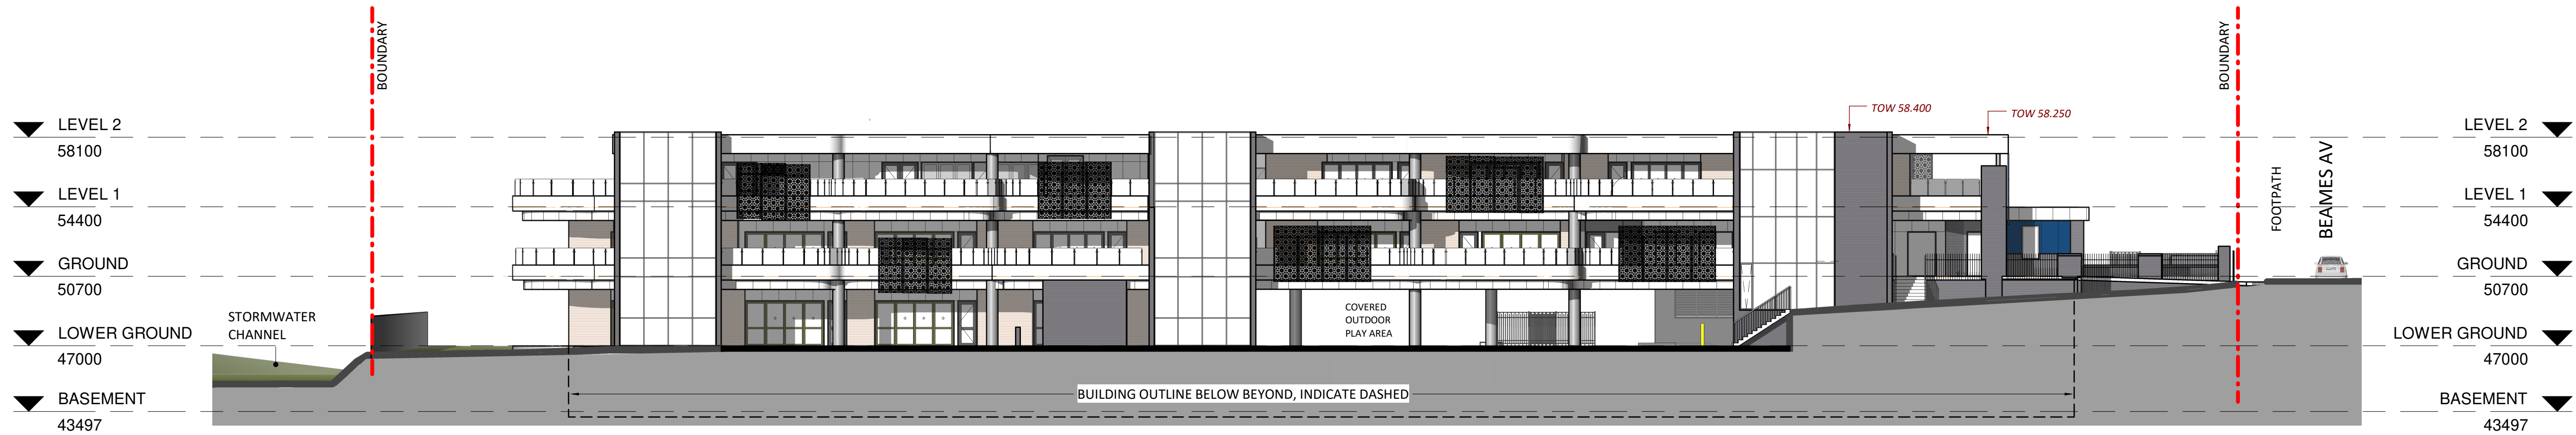 BOUNDARY
BOUNDARY
TOW 58.400
TOW 58.250
LEVEL 2
58100
LEVEL 1
54400
GROUND
50700
STORMWATER
CHANNEL
LOWER GROUND
47000
BASEMENT
43497
COVERED
OUTDOOR
PLAY AREA
BUILDING OUTLINE BELOW BEYOND, INDICATE DASHED
FOOTPATH
BEAMES AV
LEVEL 2
58100
LEVEL 1
54400
GROUND
50700
LOWER GROUND
47000
BASEMENT
43497